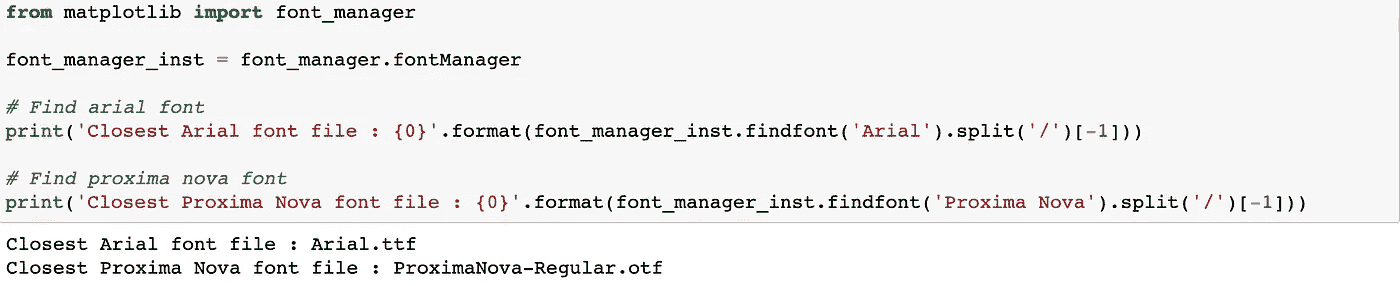 from matplotlib import font_manager
font_manager_inst = font_manager.fontManager
# Find arial font
print('Closest Arial font file : {0}'.format(font_manager_inst.findfont('Arial').split('/')[-1]))
# Find proxima nova font
print('Closest Proxima Nova font file : {0}'.format(font_manager_inst.findfont('Proxima Nova').split('/')[-1]))
Closest Arial font file : Arial.ttf
Closest Proxima Nova font file : ProximaNova-Regular.otf